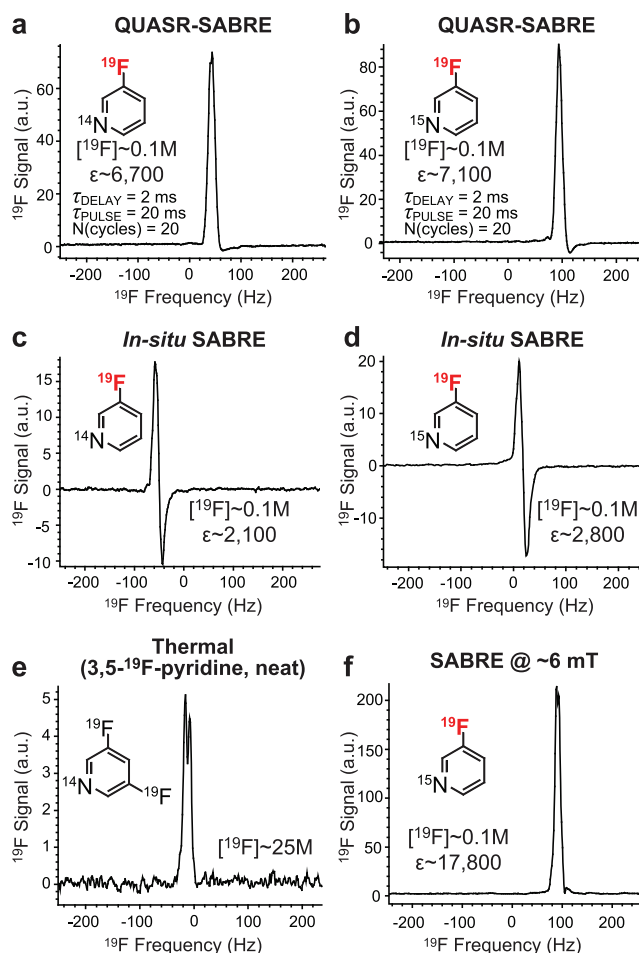 a
QUASR-SABRE
¹⁹F Signal (a.u.)
60
40
20
0
¹⁹F
¹⁴N
[¹⁹F]~0.1M
ε~6,700
τDELAY = 2 ms
τPULSE = 20 ms
N(cycles) = 20
-200 -100 0 100 200
¹⁹F Frequency (Hz)
b
QUASR-SABRE
¹⁹F Signal (a.u.)
80
60
40
20
0
¹⁹F
¹⁵N
[¹⁹F]~0.1M
ε~7,100
τDELAY = 2 ms
τPULSE = 20 ms
N(cycles) = 20
-200 -100 0 100 200
¹⁹F Frequency (Hz)
c
In-situ SABRE
¹⁹F Signal (a.u.)
15
10
5
0
-5
-10
¹⁹F
¹⁴N
[¹⁹F]~0.1M
ε~2,100
-200 -100 0 100 200
¹⁹F Frequency (Hz)
d
In-situ SABRE
¹⁹F Signal (a.u.)
20
10
0
-10
¹⁹F
¹⁵N
[¹⁹F]~0.1M
ε~2,800
-200 -100 0 100 200
¹⁹F Frequency (Hz)
e
Thermal
(3,5-¹⁹F-pyridine, neat)
¹⁹F Signal (a.u.)
5
4
3
2
1
0
¹⁹F
¹⁴N
¹⁹F
[¹⁹F]~25M
-200 -100 0 100 200
¹⁹F Frequency (Hz)
f
SABRE @ ~6 mT
¹⁹F Signal (a.u.)
200
150
100
50
0
¹⁹F
¹⁵N
[¹⁹F]~0.1M
ε~17,800
-200 -100 0 100 200
¹⁹F Frequency (Hz)